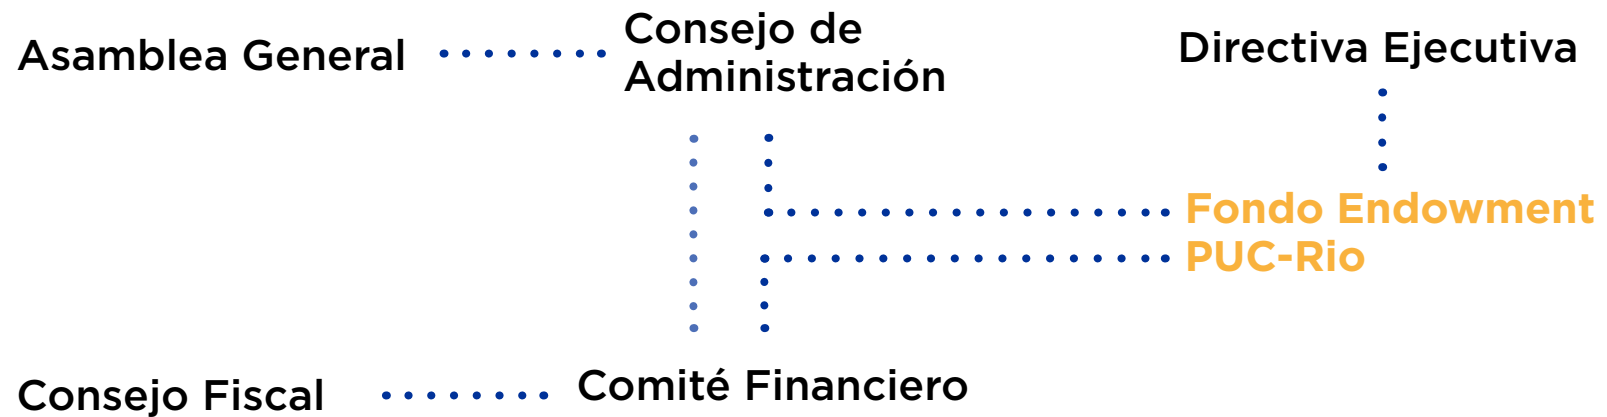 Asamblea General
Consejo de
Administración
Directiva Ejecutiva
Fondo Endowment
PUC-Rio
Consejo Fiscal
Comité Financiero